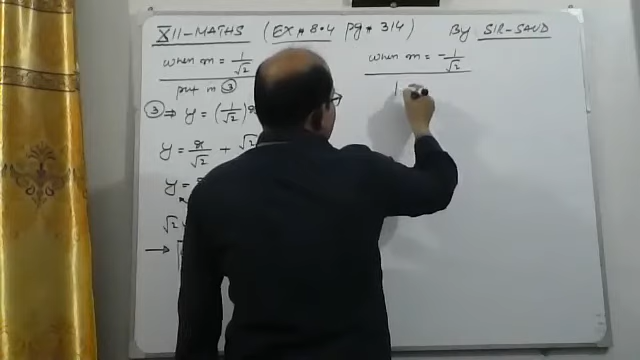 XII-MATHS ( EX # 8.4 pg # 314 ) By SIR-SAUD
when m = 1/√2
put in ③
③ ⇒ y = (1/√2)
y = x/√2 + √2
y =
√2
→
when m = -1/√2